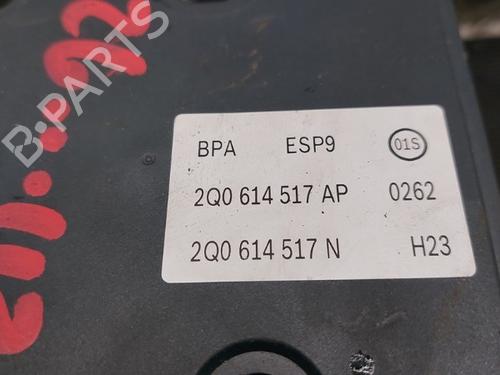 BPA ESP9 01S
2Q0 614 517 AP 0262
2Q0 614 517 N H23
B-PARTS